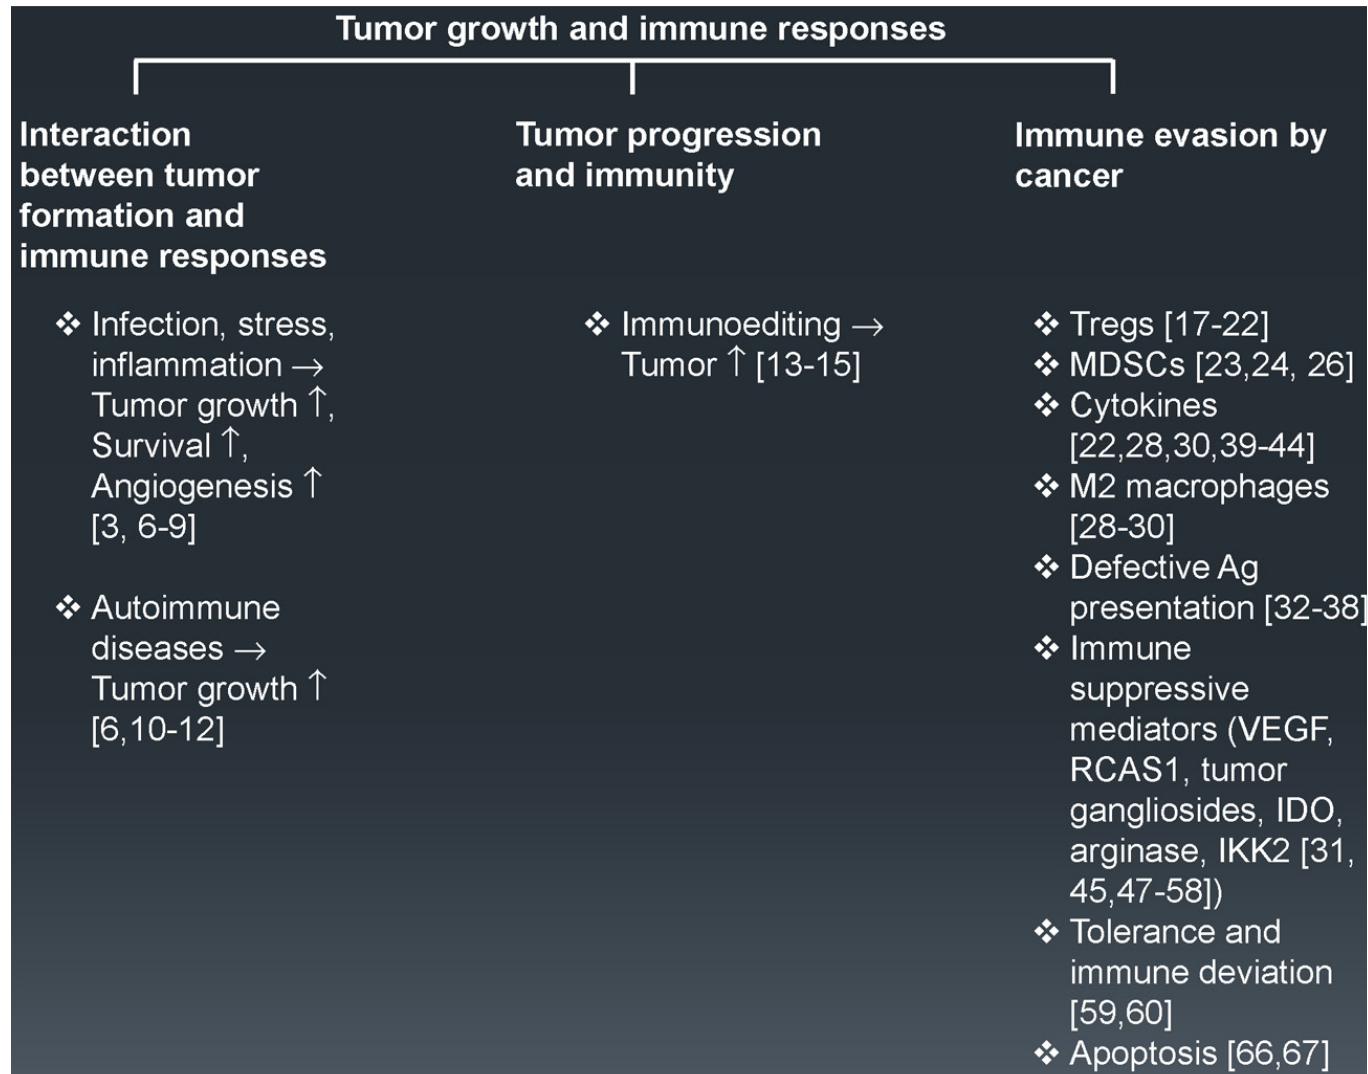 Tumor growth and immune responses
Interaction
between tumor
formation and
immune responses
❖ Infection, stress,
inflammation →
Tumor growth ↑,
Survival ↑,
Angiogenesis ↑
[3, 6-9]
❖ Autoimmune
diseases →
Tumor growth ↑
[6,10-12]
Tumor progression
and immunity
❖ Immunoediting →
Tumor ↑ [13-15]
Immune evasion by
cancer
❖ Tregs [17-22]
❖ MDSCs [23,24, 26]
❖ Cytokines
[22,28,30,39-44]
❖ M2 macrophages
[28-30]
❖ Defective Ag
presentation [32-38]
❖ Immune
suppressive
mediators (VEGF,
RCAS1, tumor
gangliosides, IDO,
arginase, IKK2 [31,
45,47-58])
❖ Tolerance and
immune deviation
[59,60]
❖ Apoptosis [66,67]